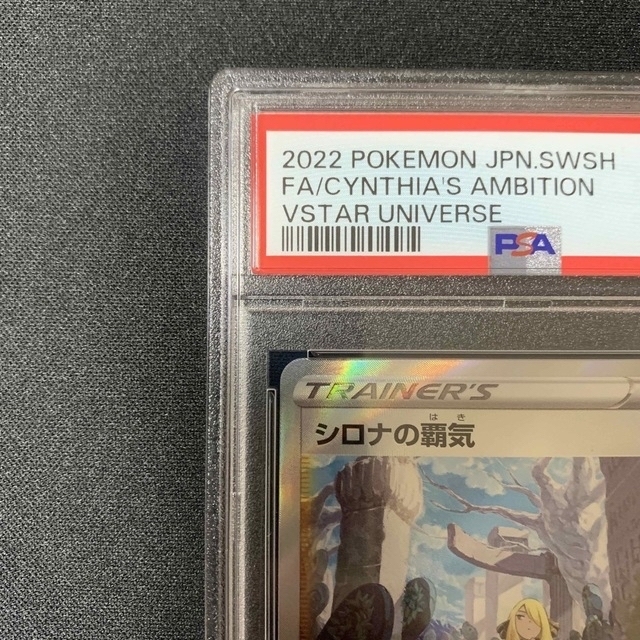 2022 POKEMON JPN.SWSH
FA/CYNTHIA'S AMBITION
VSTAR UNIVERSE
PSA
TRAINER'S
はき
シロナの覇気